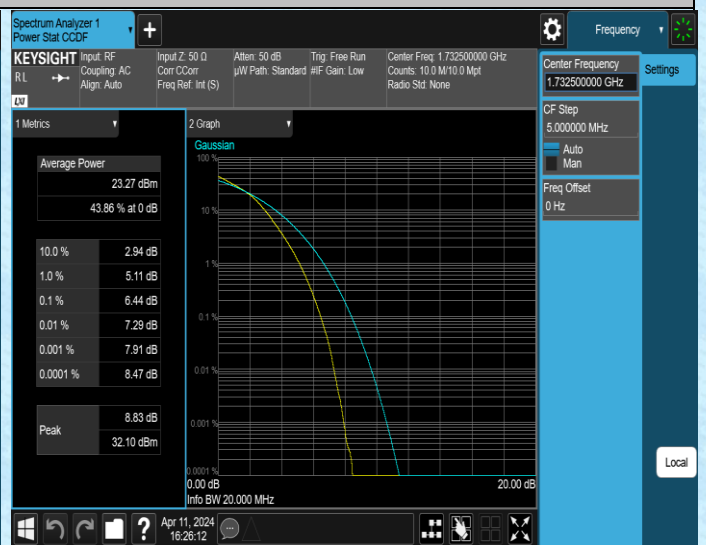 Spectrum Analyzer 1
Power Stat CCDF
Frequency
KEYSIGHT
RL
LXI
Input: RF
Coupling: AC
Align: Auto
Input Z: 50 Ω
Corr CCorr
Freq Ref: Int (S)
Atten: 50 dB
µW Path: Standard
Trig: Free Run
#IF Gain: Low
Center Freq: 1.732500000 GHz
Counts: 10.0 M/10.0 Mpt
Radio Std: None
Center Frequency
1.732500000 GHz
Settings
CF Step
5.000000 MHz
Auto
Man
Freq Offset
0 Hz
1 Metrics
Average Power
23.27 dBm
43.86 % at 0 dB
10.0 % 2.94 dB
1.0 % 5.11 dB
0.1 % 6.44 dB
0.01 % 7.29 dB
0.001 % 7.91 dB
0.0001 % 8.47 dB
Peak
8.83 dB
32.10 dBm
2 Graph
Gaussian
100 %
10 %
1 %
0.1 %
0.01 %
0.001 %
0.0001 %
0.00 dB 20.00 dB
Info BW 20.000 MHz
Local
?
Apr 11, 2024
16:26:12